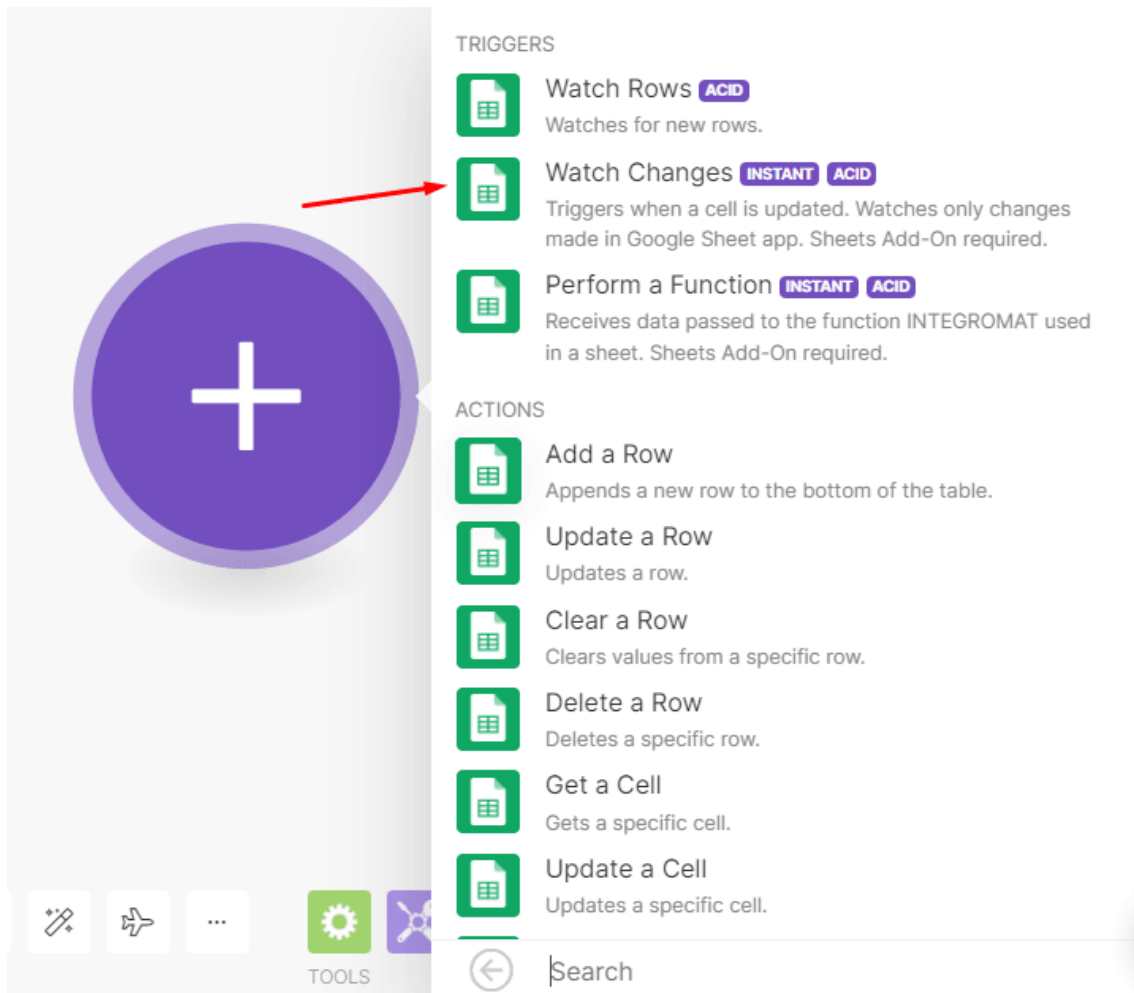 TRIGGERS
Watch Rows ACID
Watches for new rows.
Watch Changes INSTANT ACID
Triggers when a cell is updated. Watches only changes
made in Google Sheet app. Sheets Add-On required.
Perform a Function INSTANT ACID
Receives data passed to the function INTEGROMAT used
in a sheet. Sheets Add-On required.
ACTIONS
Add a Row
Appends a new row to the bottom of the table.
Update a Row
Updates a row.
Clear a Row
Clears values from a specific row.
Delete a Row
Deletes a specific row.
Get a Cell
Gets a specific cell.
Update a Cell
Updates a specific cell.
TOOLS
Search